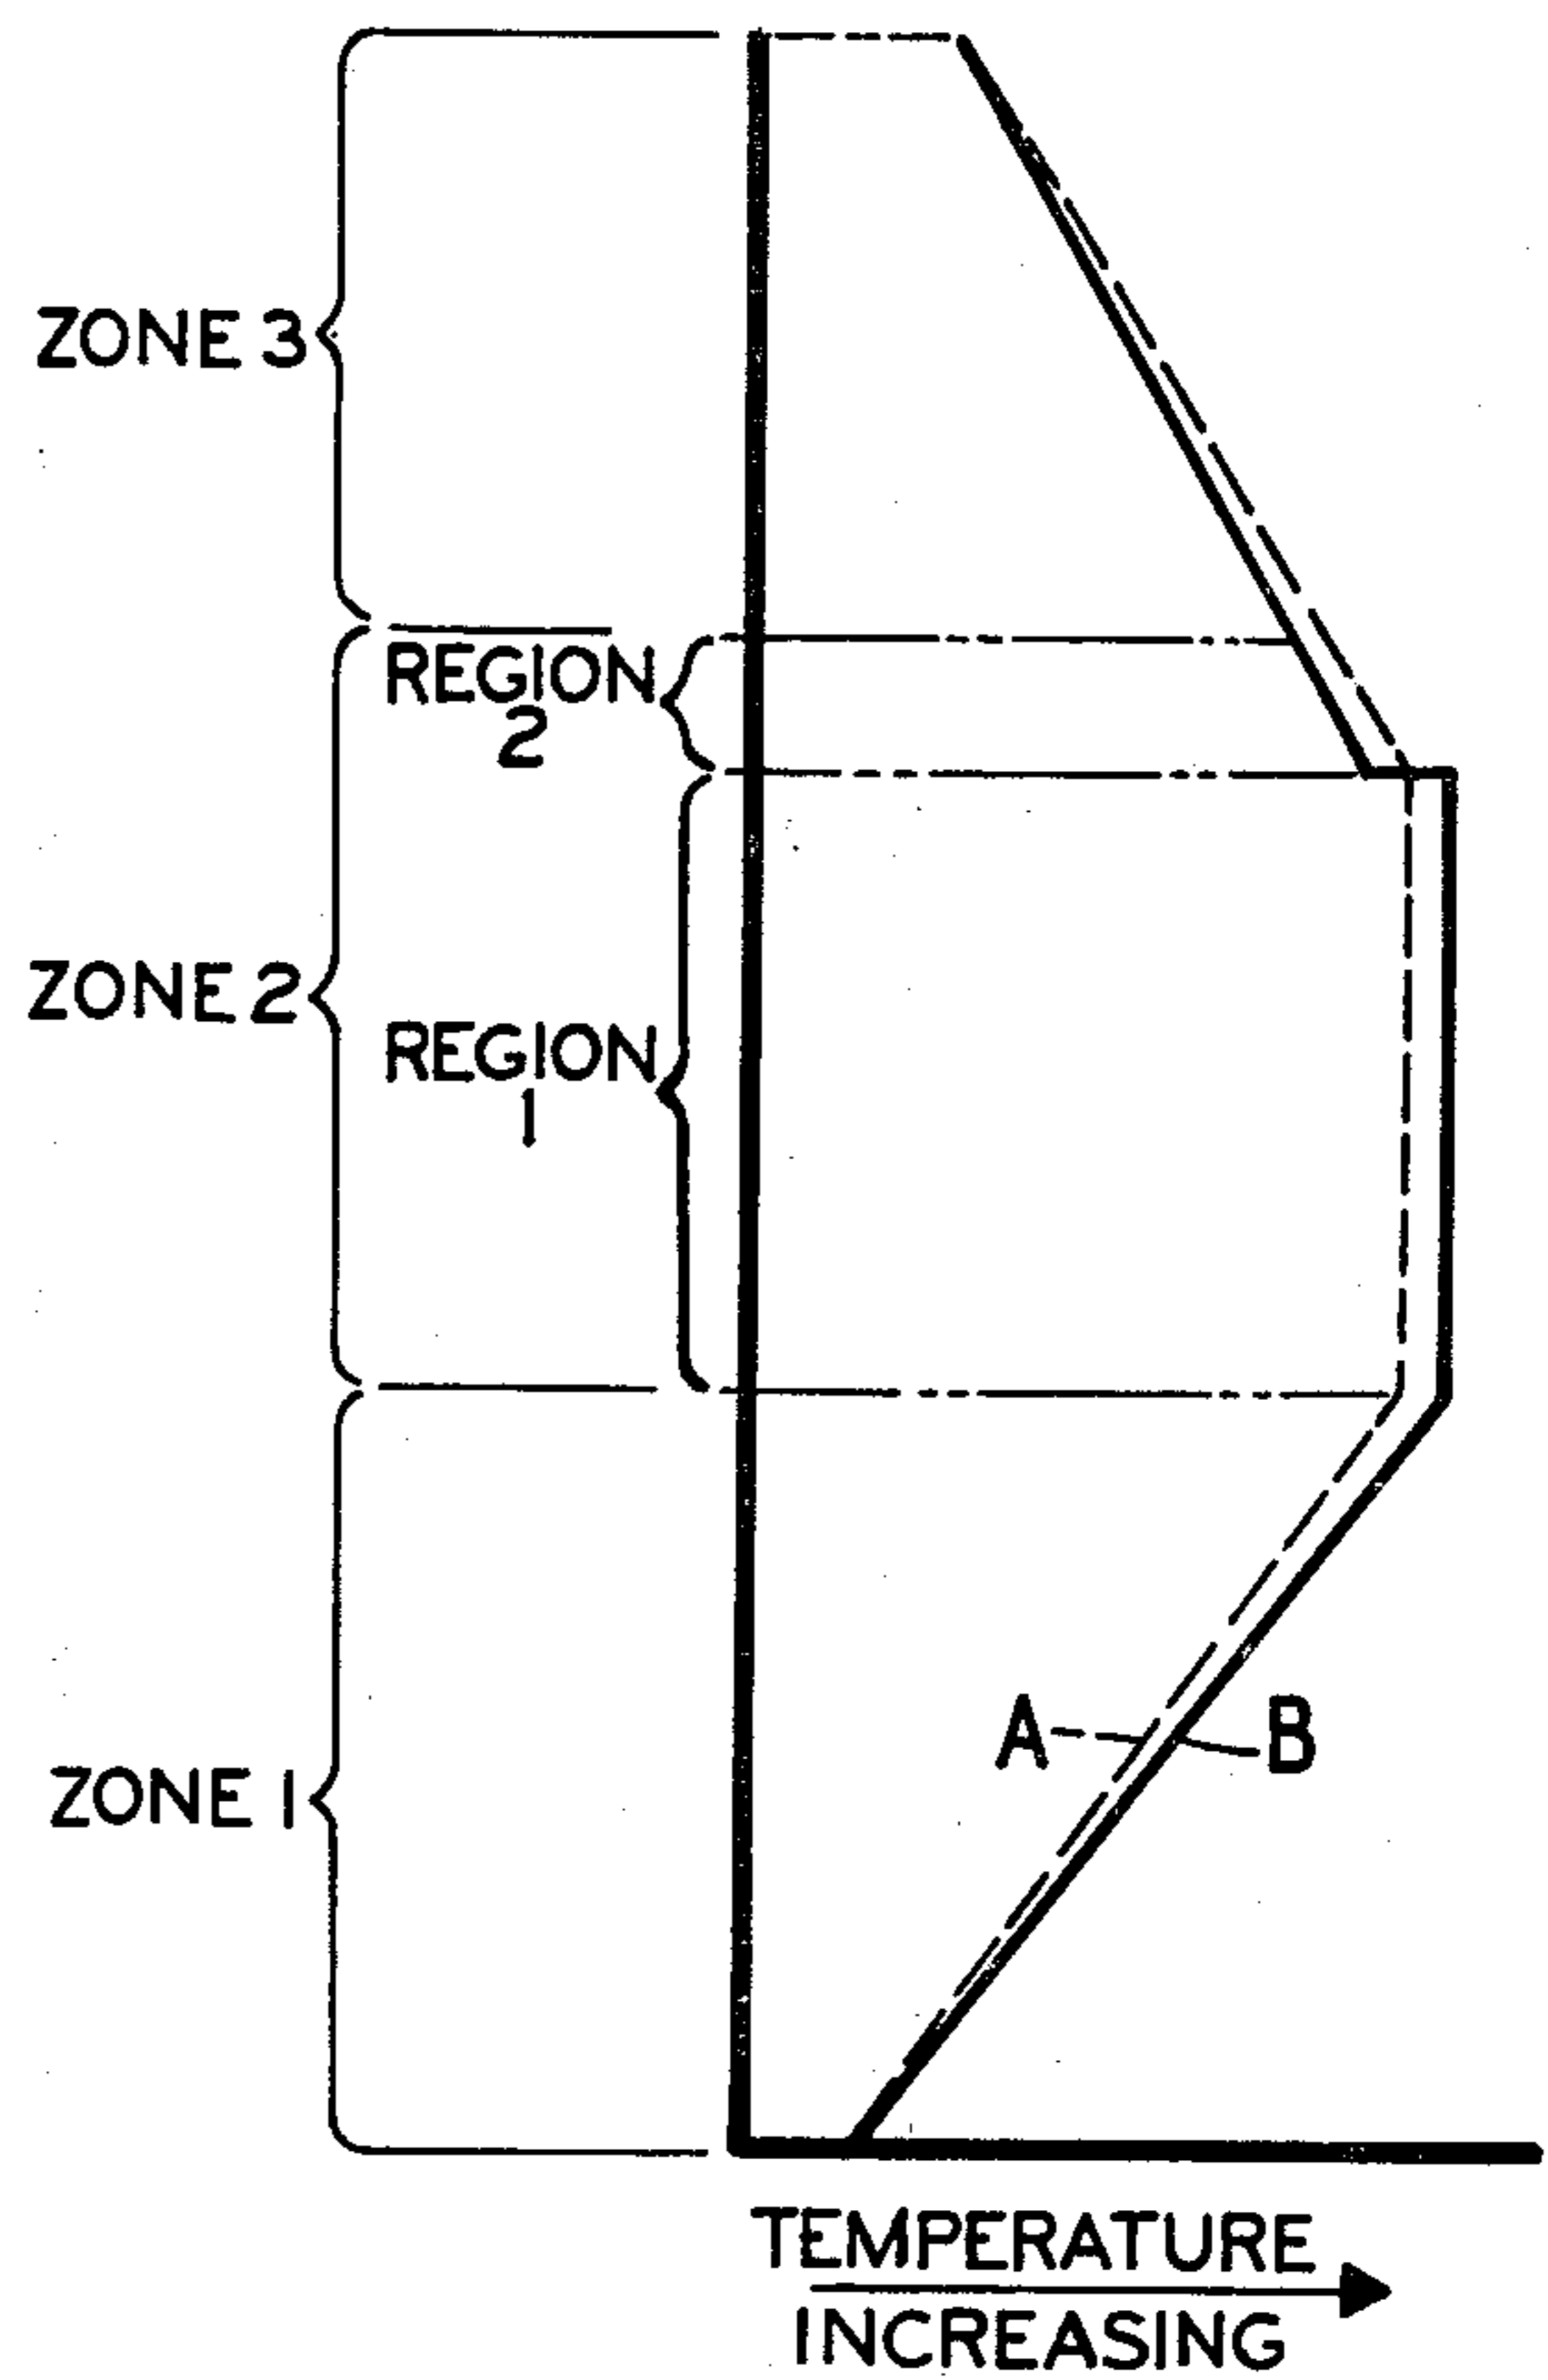 ZONE 3
REGION
2
ZONE 2
REGION
1
A
B
ZONE 1
TEMPERATURE
INCREASING